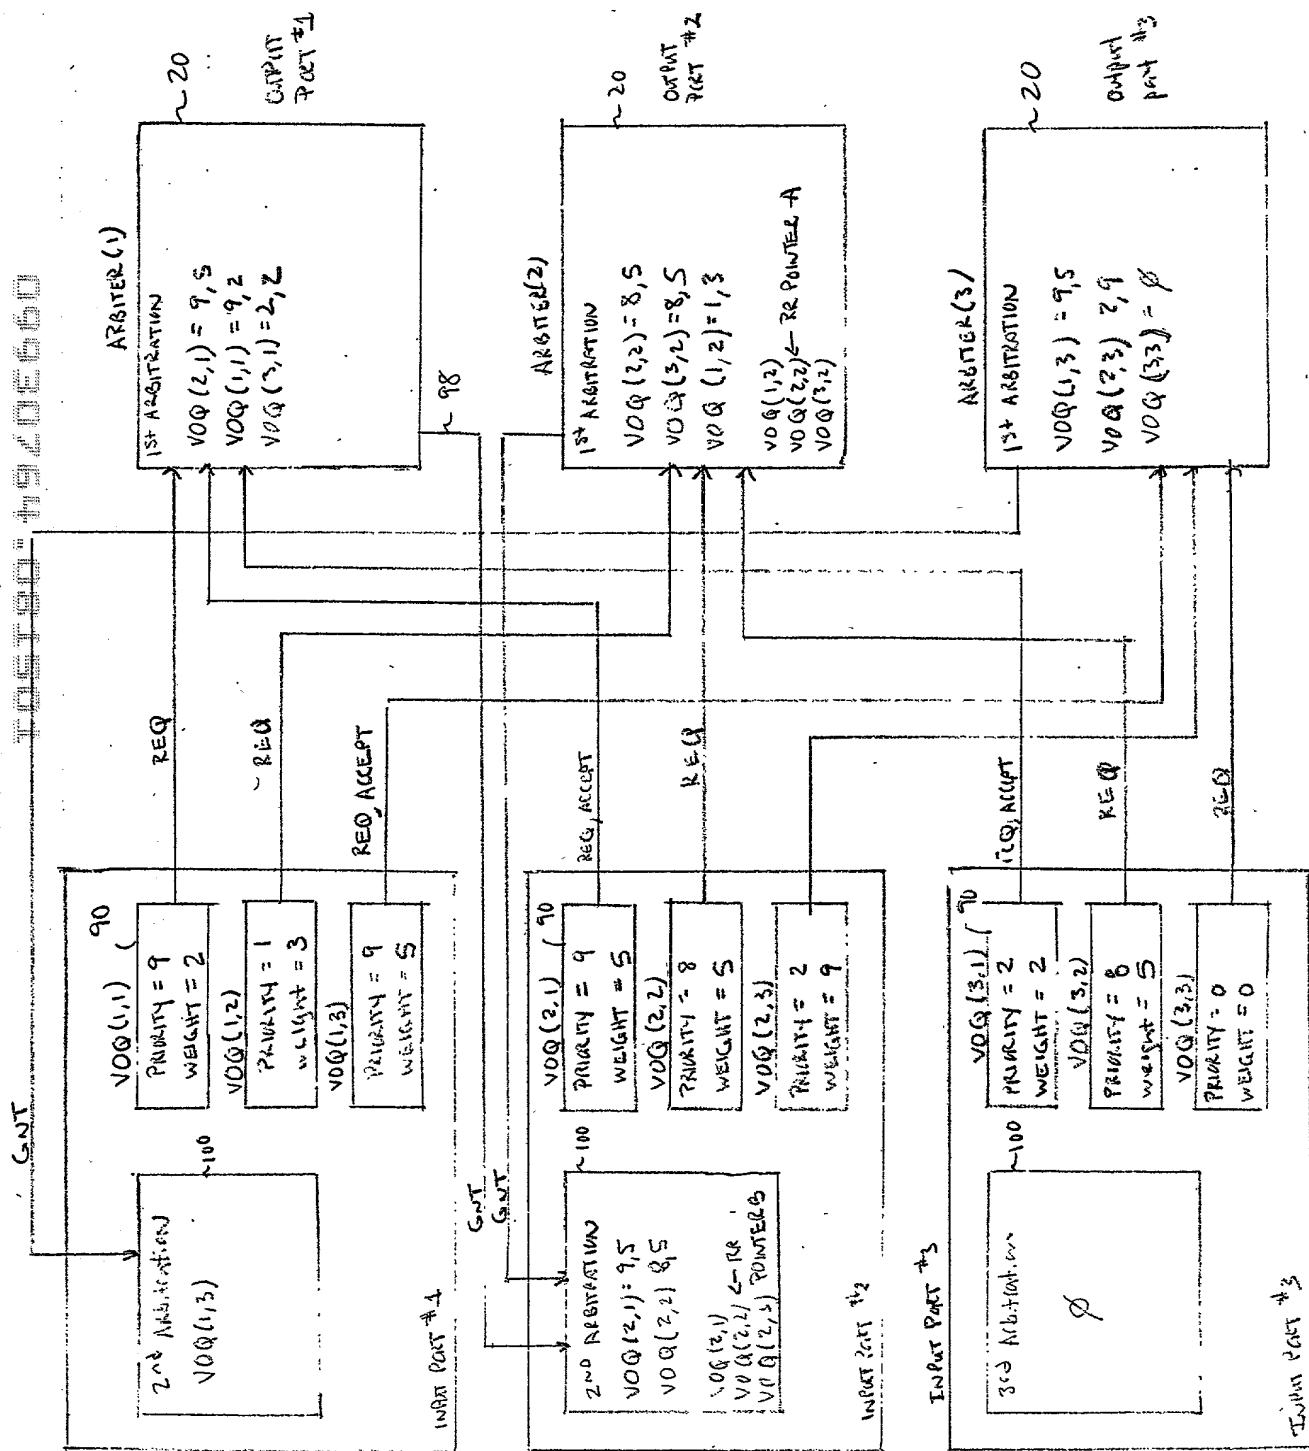 GNT
2nd Arbitration
VOQ(1,3)
~100
INPUT PORT #1
VOQ(1,1)
90
PRIORITY = 9
WEIGHT = 2
VOQ(1,2)
PRIORITY = 1
weight = 3
VOQ(1,3)
PRIORITY = 9
WEIGHT = 5
REQ
REQ
REQ, ACCEPT
ARBITER(1)
1st ARBITRATION
VOQ(2,1) = 9,5
VOQ(1,1) = 9,2
VOQ(3,1) = 2,2
~20
OUTPUT
PORT #1
~98
GNT
GNT
2ND ARBITRATION
VOQ(2,1) = 9,5
VOQ(2,2) 8,5
VOQ(2,1)
VOQ(2,2) ← RR
VOQ(2,3) POINTER B
~100
INPUT PORT #2
VOQ(2,1)
90
PRIORITY = 9
WEIGHT = 5
VOQ(2,2)
PRIORITY = 8
WEIGHT = 5
VOQ(2,3)
PRIORITY = 2
WEIGHT = 9
REQ, ACCEPT
REQ
ARBITER(2)
1st ARBITRATION
VOQ(2,2) = 8,5
VOQ(3,2) = 8,5
VOQ(1,2) = 1,3
VOQ(1,2)
VOQ(2,2) ← RR POINTER A
VOQ(3,2)
~20
OUTPUT
PORT #2
INPUT PORT #3
3rd Arbitration
ø
~100
INPUT PORT #3
VOQ(3,1)
90
PRIORITY = 2
WEIGHT = 2
VOQ(3,2)
PRIORITY = 8
weight = 5
VOQ(3,3)
PRIORITY = 0
WEIGHT = 0
REQ, ACCEPT
REQ
REQ
ARBITER(3)
1st ARBITRATION
VOQ(1,3) = 9,5
VOQ(2,3) 2,9
VOQ(3,3) = ø
~20
Output
port #3